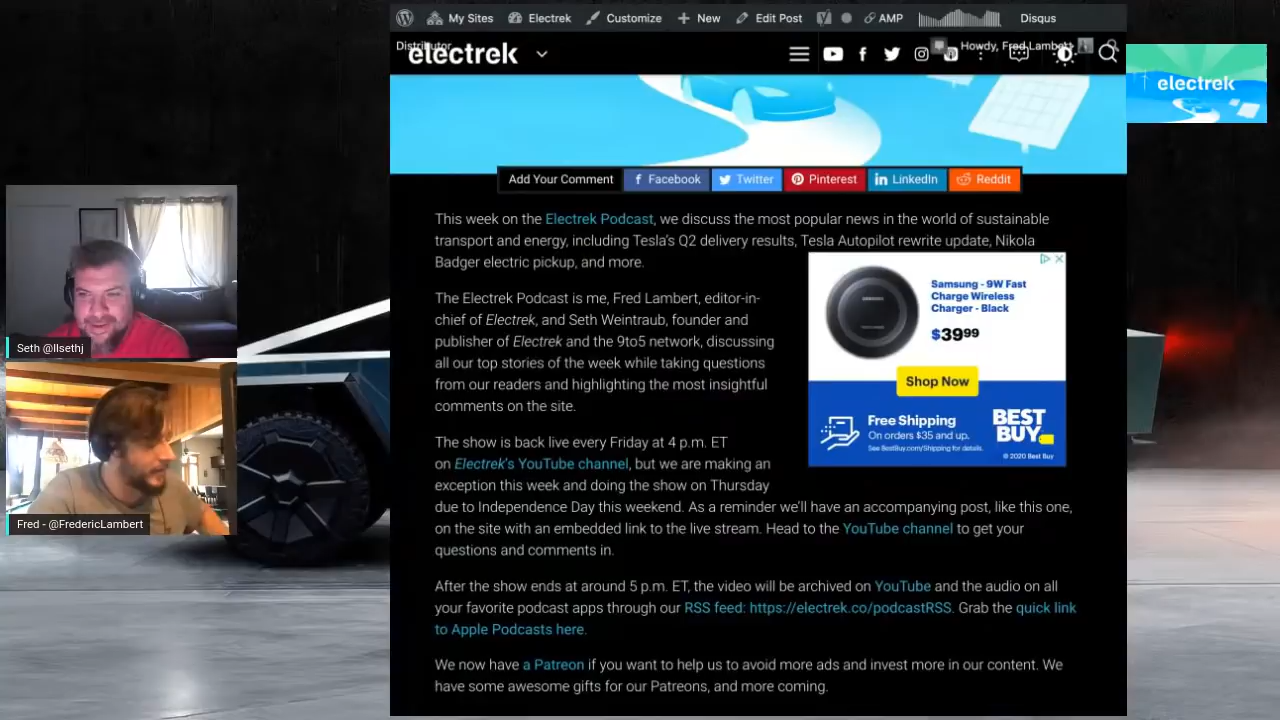 My Sites Electrek Customize New Edit Post AMP Disqus
Distributor Howdy, Fred Lambert
electrek
electrek
Add Your Comment Facebook Twitter Pinterest LinkedIn Reddit
This week on the Electrek Podcast, we discuss the most popular news in the world of sustainable
transport and energy, including Tesla's Q2 delivery results, Tesla Autopilot rewrite update, Nikola
Badger electric pickup, and more.
Samsung - 9W Fast
Charge Wireless
Charger - Black
$3999
Shop Now
Free Shipping
On orders $35 and up.
See BestBuy.com/Shipping for details.
BEST
BUY
© 2020 Best Buy
The Electrek Podcast is me, Fred Lambert, editor-in-
chief of Electrek, and Seth Weintraub, founder and
publisher of Electrek and the 9to5 network, discussing
all our top stories of the week while taking questions
from our readers and highlighting the most insightful
comments on the site.
Seth @llsethj
The show is back live every Friday at 4 p.m. ET
on Electrek's YouTube channel, but we are making an
exception this week and doing the show on Thursday
due to Independence Day this weekend. As a reminder we'll have an accompanying post, like this one,
on the site with an embedded link to the live stream. Head to the YouTube channel to get your
questions and comments in.
Fred - @FredericLambert
After the show ends at around 5 p.m. ET, the video will be archived on YouTube and the audio on all
your favorite podcast apps through our RSS feed: https://electrek.co/podcastRSS. Grab the quick link
to Apple Podcasts here.
We now have a Patreon if you want to help us to avoid more ads and invest more in our content. We
have some awesome gifts for our Patreons, and more coming.